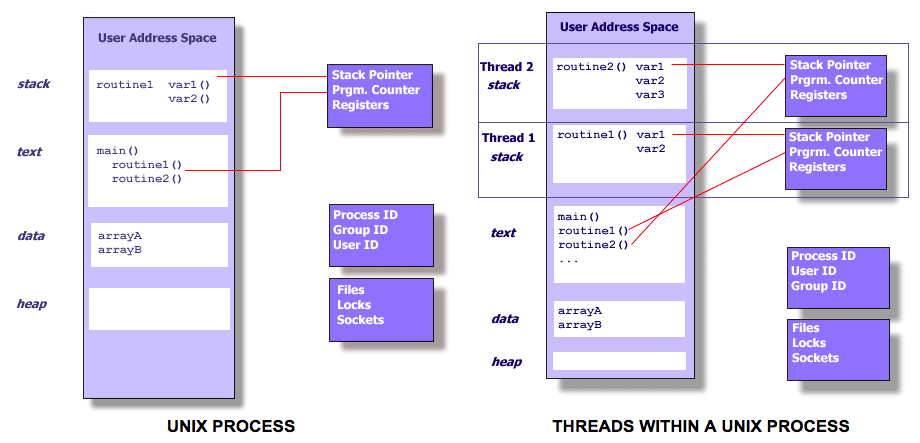 User Address Space
stack
routine1 var1()
var2()
Stack Pointer
Prgm. Counter
Registers
text
main()
routine1()
routine2()
data
arrayA
arrayB
Process ID
Group ID
User ID
heap
Files
Locks
Sockets
UNIX PROCESS
User Address Space
Thread 2
stack
routine2() var1
var2
var3
Stack Pointer
Prgrm. Counter
Registers
Thread 1
stack
routine1() var1
var2
Stack Pointer
Prgrm. Counter
Registers
text
main()
routine1()
routine2()
...
Process ID
User ID
Group ID
data
arrayA
arrayB
heap
Files
Locks
Sockets
THREADS WITHIN A UNIX PROCESS